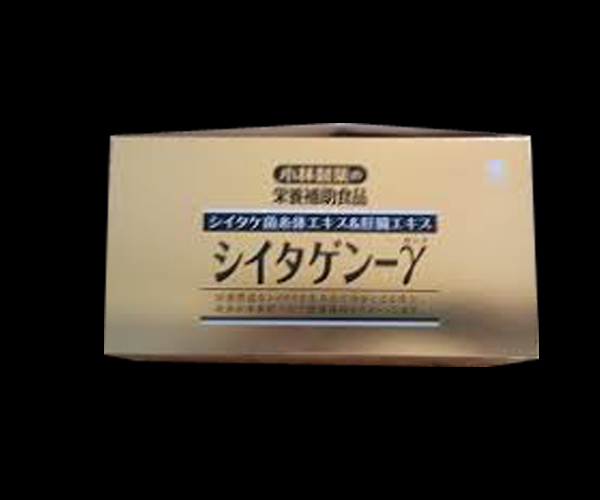 小林製薬の
栄養補助食品
シイタケ菌糸体エキス&肝臓エキス
シイタゲン-γ